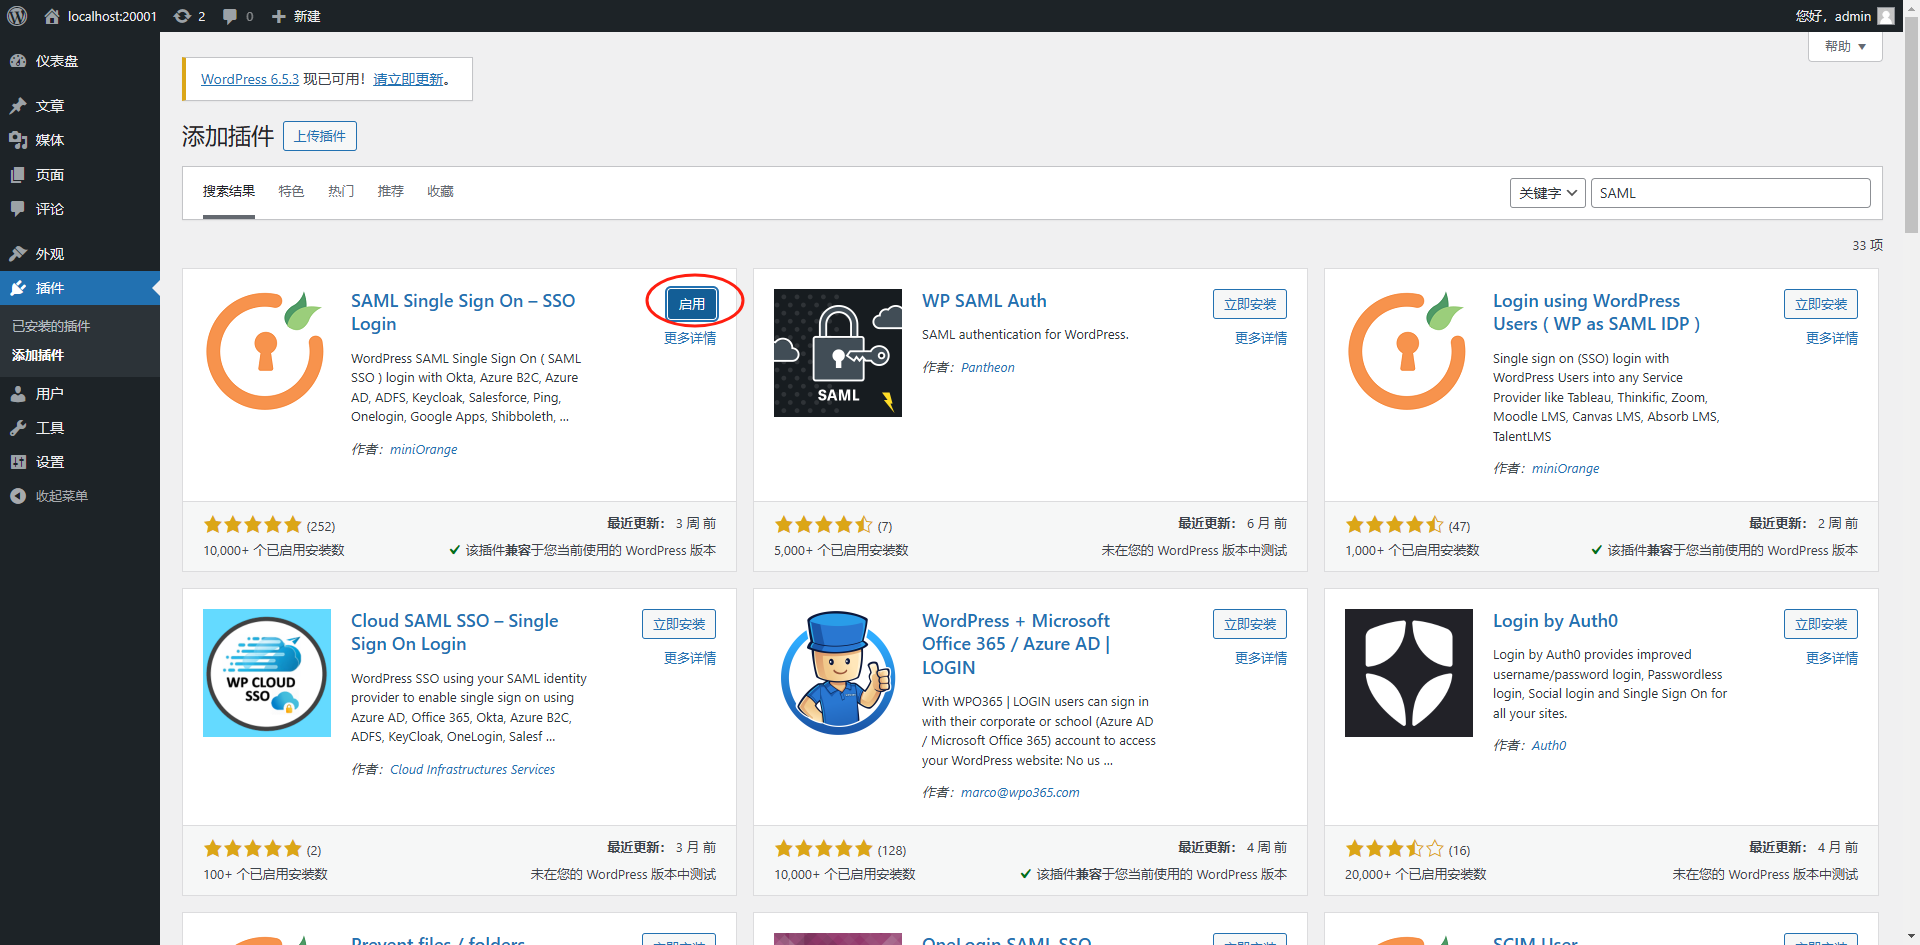 localhost:20001
2
0
新建
您好，admin
仪表盘
文章
媒体
页面
评论
外观
插件
已安装的插件
添加插件
用户
工具
设置
收起菜单
帮助
WordPress 6.5.3 现已可用！请立即更新。
添加插件
上传插件
搜索结果
特色
热门
推荐
收藏
关键字
SAML
33 项
SAML Single Sign On – SSO
Login
启用
更多详情
WordPress SAML Single Sign On ( SAML
SSO ) login with Okta, Azure B2C, Azure
AD, ADFS, Keycloak, Salesforce, Ping,
Onelogin, Google Apps, Shibboleth, ...
作者：miniOrange
(252)
最近更新： 3 周 前
10,000+ 个已启用安装数
该插件兼容于您当前使用的 WordPress 版本
SAML
WP SAML Auth
立即安装
更多详情
SAML authentication for WordPress.
作者：Pantheon
(7)
最近更新： 6 月 前
5,000+ 个已启用安装数
未在您的 WordPress 版本中测试
Login using WordPress
Users ( WP as SAML IDP )
立即安装
更多详情
Single sign on (SSO) login with
WordPress Users into any Service
Provider like Tableau, Thinkific, Zoom,
Moodle LMS, Canvas LMS, Absorb LMS,
TalentLMS
作者：miniOrange
(47)
最近更新： 2 周 前
1,000+ 个已启用安装数
该插件兼容于您当前使用的 WordPress 版本
WP CLOUD
SSO
Cloud SAML SSO – Single
Sign On Login
立即安装
更多详情
WordPress SSO using your SAML identity
provider to enable single sign on using
Azure AD, Office 365, Okta, Azure B2C,
ADFS, KeyCloak, OneLogin, Salesf ...
作者：Cloud Infrastructures Services
(2)
最近更新： 3 月 前
100+ 个已启用安装数
未在您的 WordPress 版本中测试
WordPress + Microsoft
Office 365 / Azure AD |
LOGIN
立即安装
更多详情
With WPO365 | LOGIN users can sign in
with their corporate or school (Azure AD
/ Microsoft Office 365) account to access
your WordPress website: No us ...
作者：marco@wpo365.com
(128)
最近更新： 4 周 前
10,000+ 个已启用安装数
该插件兼容于您当前使用的 WordPress 版本
Login by Auth0
立即安装
更多详情
Login by Auth0 provides improved
username/password login, Passwordless
login, Social login and Single Sign On for
all your sites.
作者：Auth0
(16)
最近更新： 4 月 前
20,000+ 个已启用安装数
未在您的 WordPress 版本中测试
Prevent files / folders
立即安装
OneLogin SAML SSO
立即安装
SCIM User
立即安装